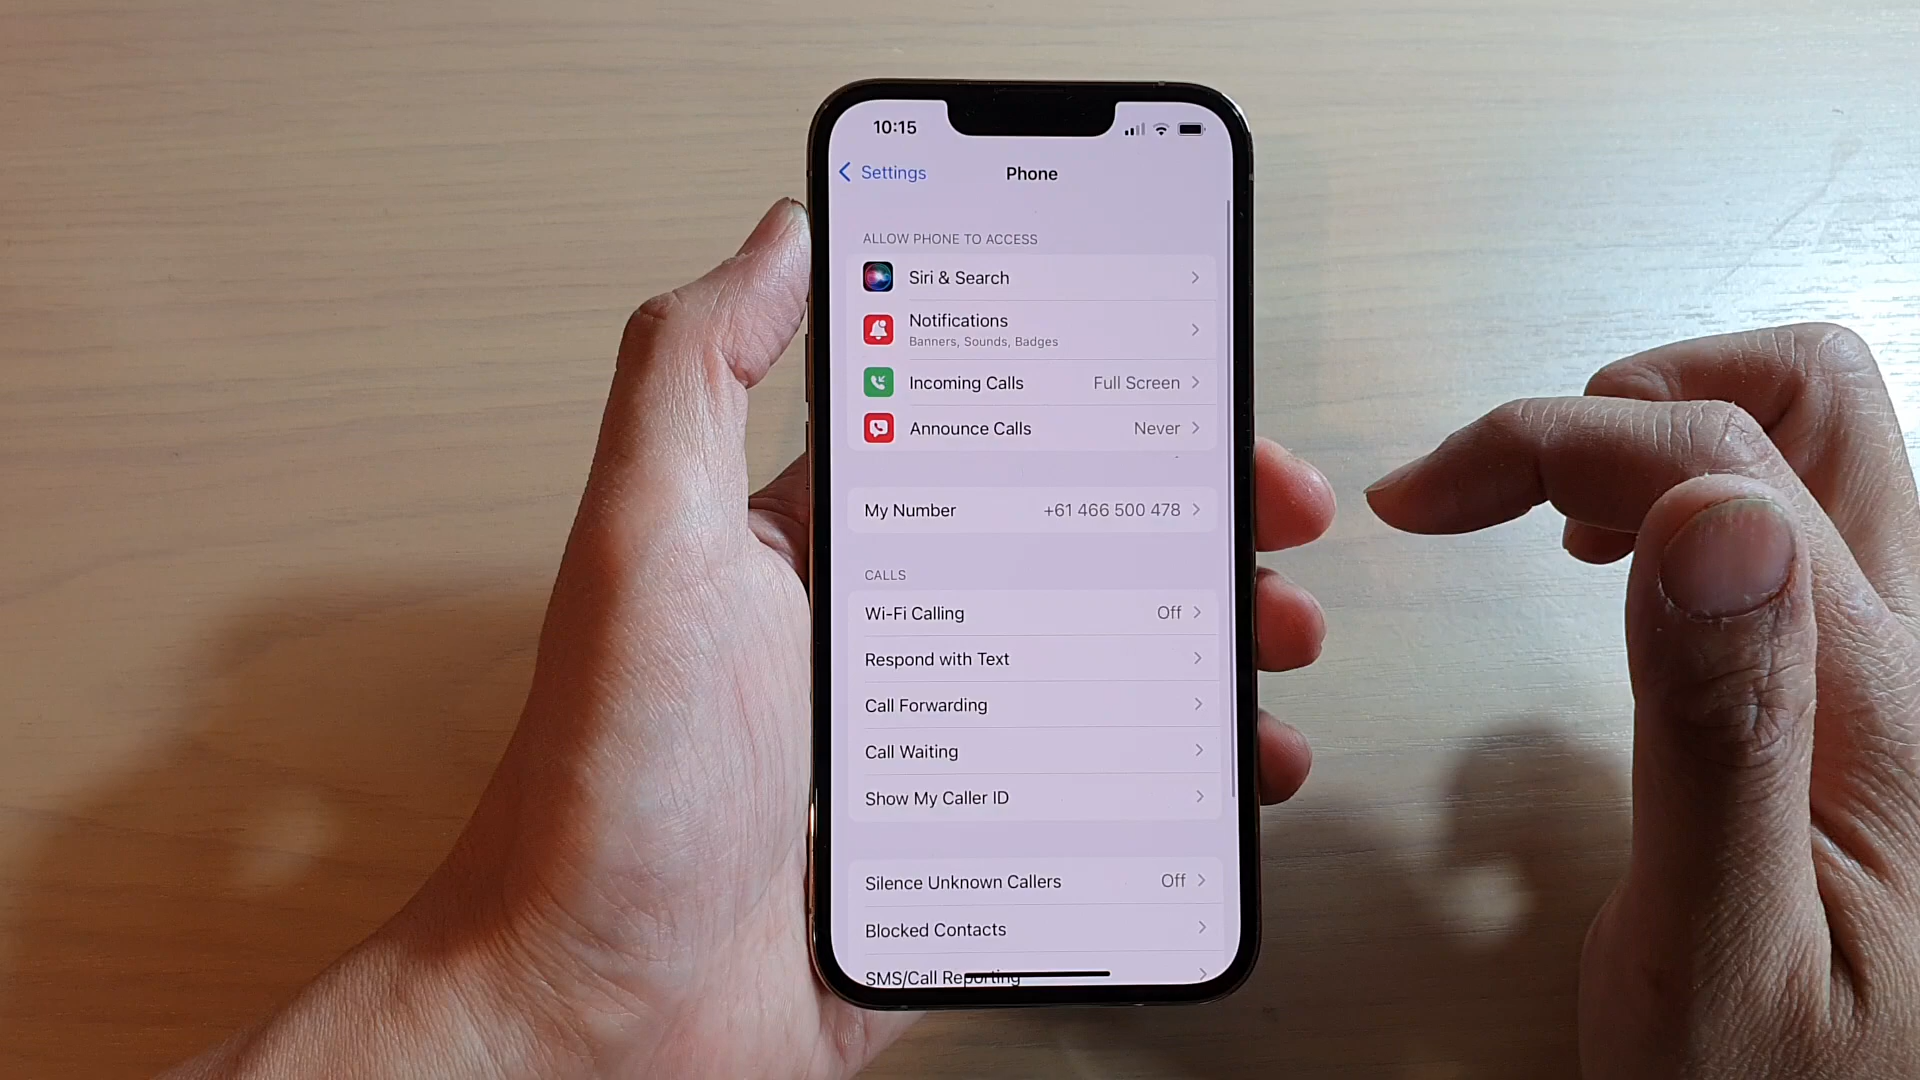 10:15
Settings
Phone
ALLOW PHONE TO ACCESS
Siri & Search
Notifications
Banners, Sounds, Badges
Incoming Calls Full Screen
Announce Calls Never
My Number +61 466 500 478
CALLS
Wi-Fi Calling Off
Respond with Text
Call Forwarding
Call Waiting
Show My Caller ID
Silence Unknown Callers Off
Blocked Contacts
SMS/Call Reporting